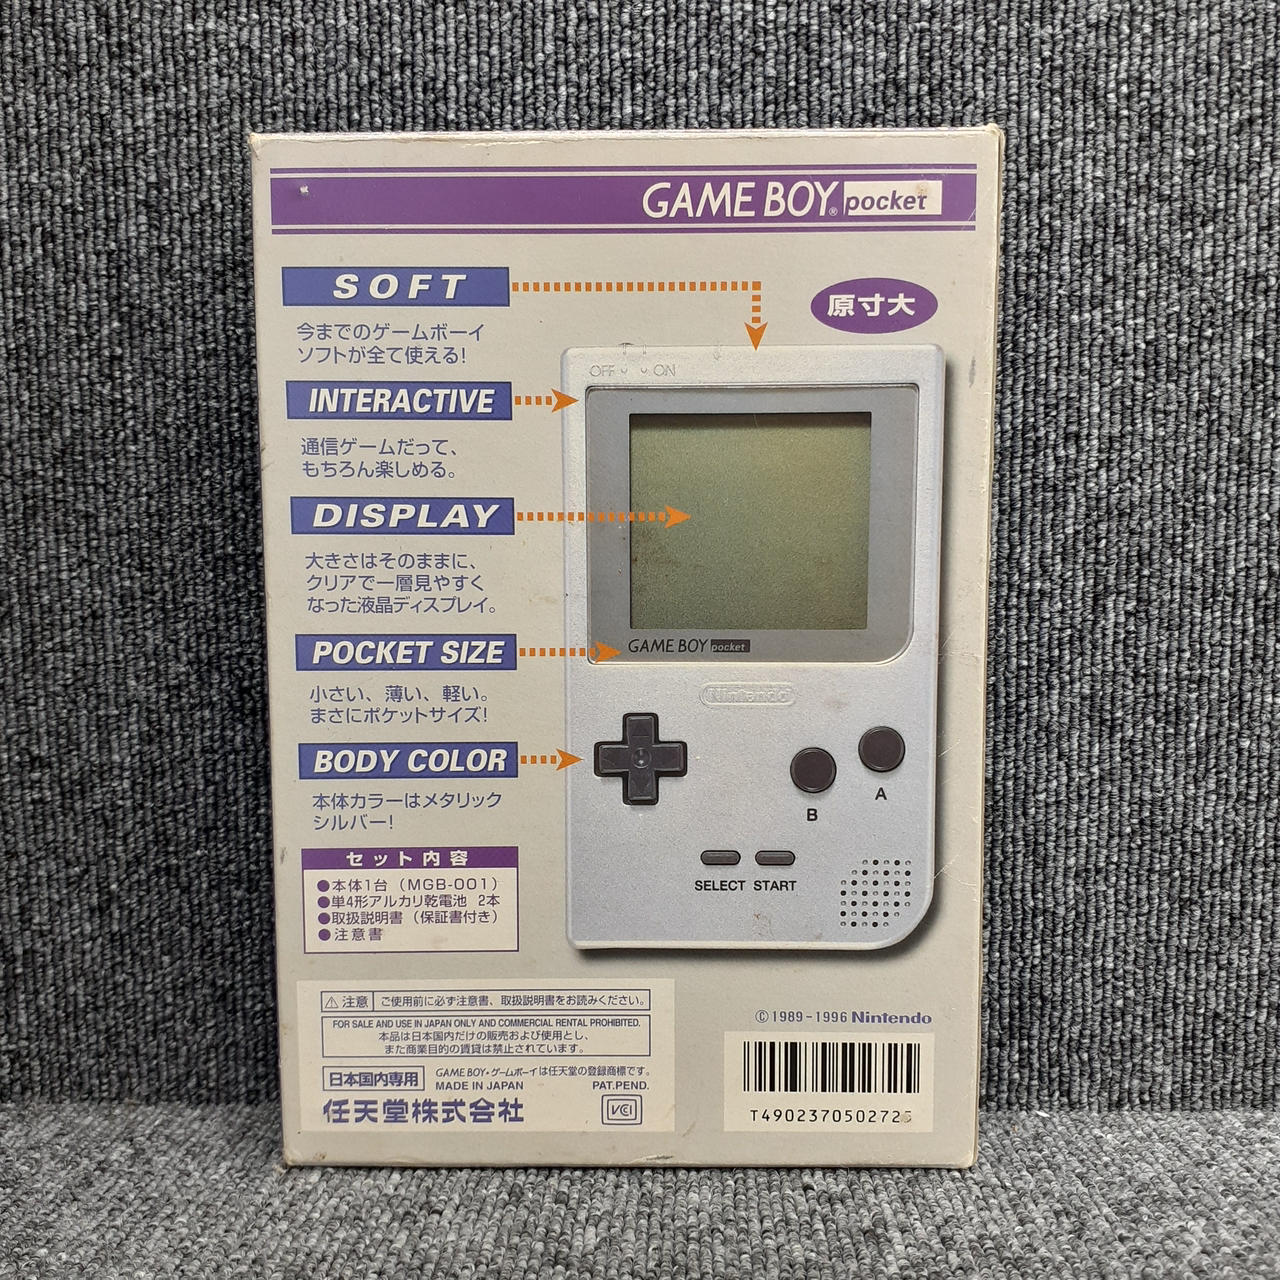 GAME BOY® pocket
SOFT
今までのゲームボーイ
ソフトが全て使える!
原寸大
INTERACTIVE
通信ゲームだって、
もちろん楽しめる。
DISPLAY
大きさはそのままに、
クリアで一層見やすく
なった液晶ディスプレイ。
POCKET SIZE
小さい、薄い、軽い。
まさにポケットサイズ!
BODY COLOR
本体カラーはメタリック
シルバー!
セット内容
●本体1台(MGB-001)
●単4形アルカリ乾電池 2本
●取扱説明書(保証書付き)
●注意書
OFF ON
GAME BOY pocket
Nintendo
B
A
SELECT START
⚠注意 ご使用前に必ず注意書、取扱説明書をお読みください。
FOR SALE AND USE IN JAPAN ONLY AND COMMERCIAL RENTAL PROHIBITED.
本品は日本国内だけの販売および使用とし、
また商業目的の賃貸は禁止されています。
日本国内専用 GAME BOY・ゲームボーイは任天堂の登録商標です。
MADE IN JAPAN PAT.PEND.
任天堂株式会社
VCI
©1989-1996 Nintendo